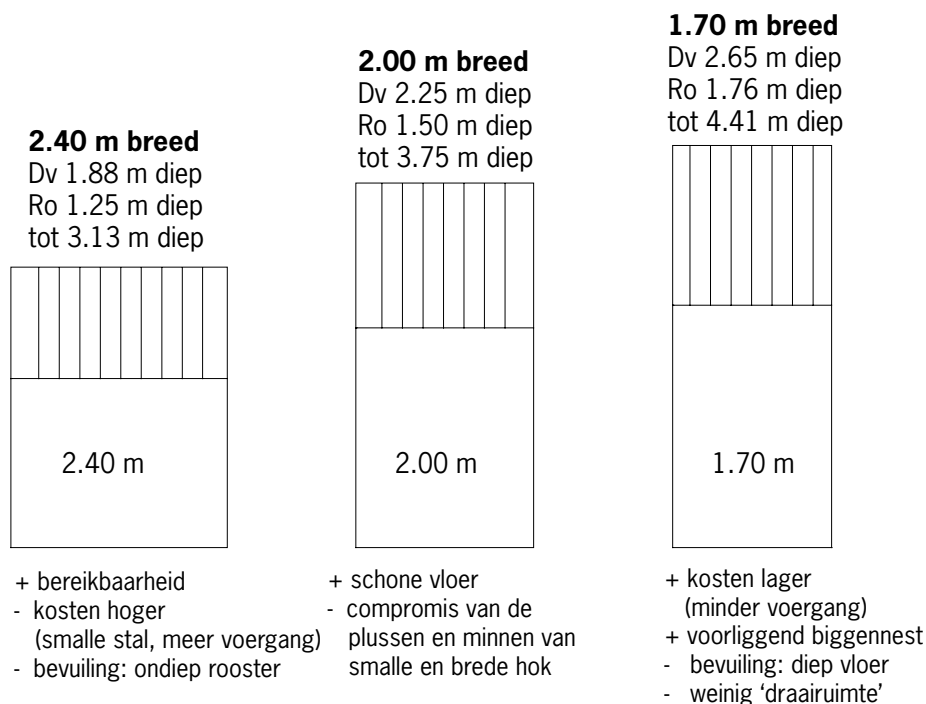 2.40 m breed
Dv 1.88 m diep
Ro 1.25 m diep
tot 3.13 m diep
2.40 m
+ bereikbaarheid
- kosten hoger
(smalle stal, meer voergang)
- bevuiling: ondiep rooster
2.00 m breed
Dv 2.25 m diep
Ro 1.50 m diep
tot 3.75 m diep
2.00 m
+ schone vloer
- compromis van de
plussen en minnen van
smalle en brede hok
1.70 m breed
Dv 2.65 m diep
Ro 1.76 m diep
tot 4.41 m diep
1.70 m
+ kosten lager
(minder voergang)
+ voorliggend biggennest
- bevuiling: diep vloer
- weinig ‘draairuimte’